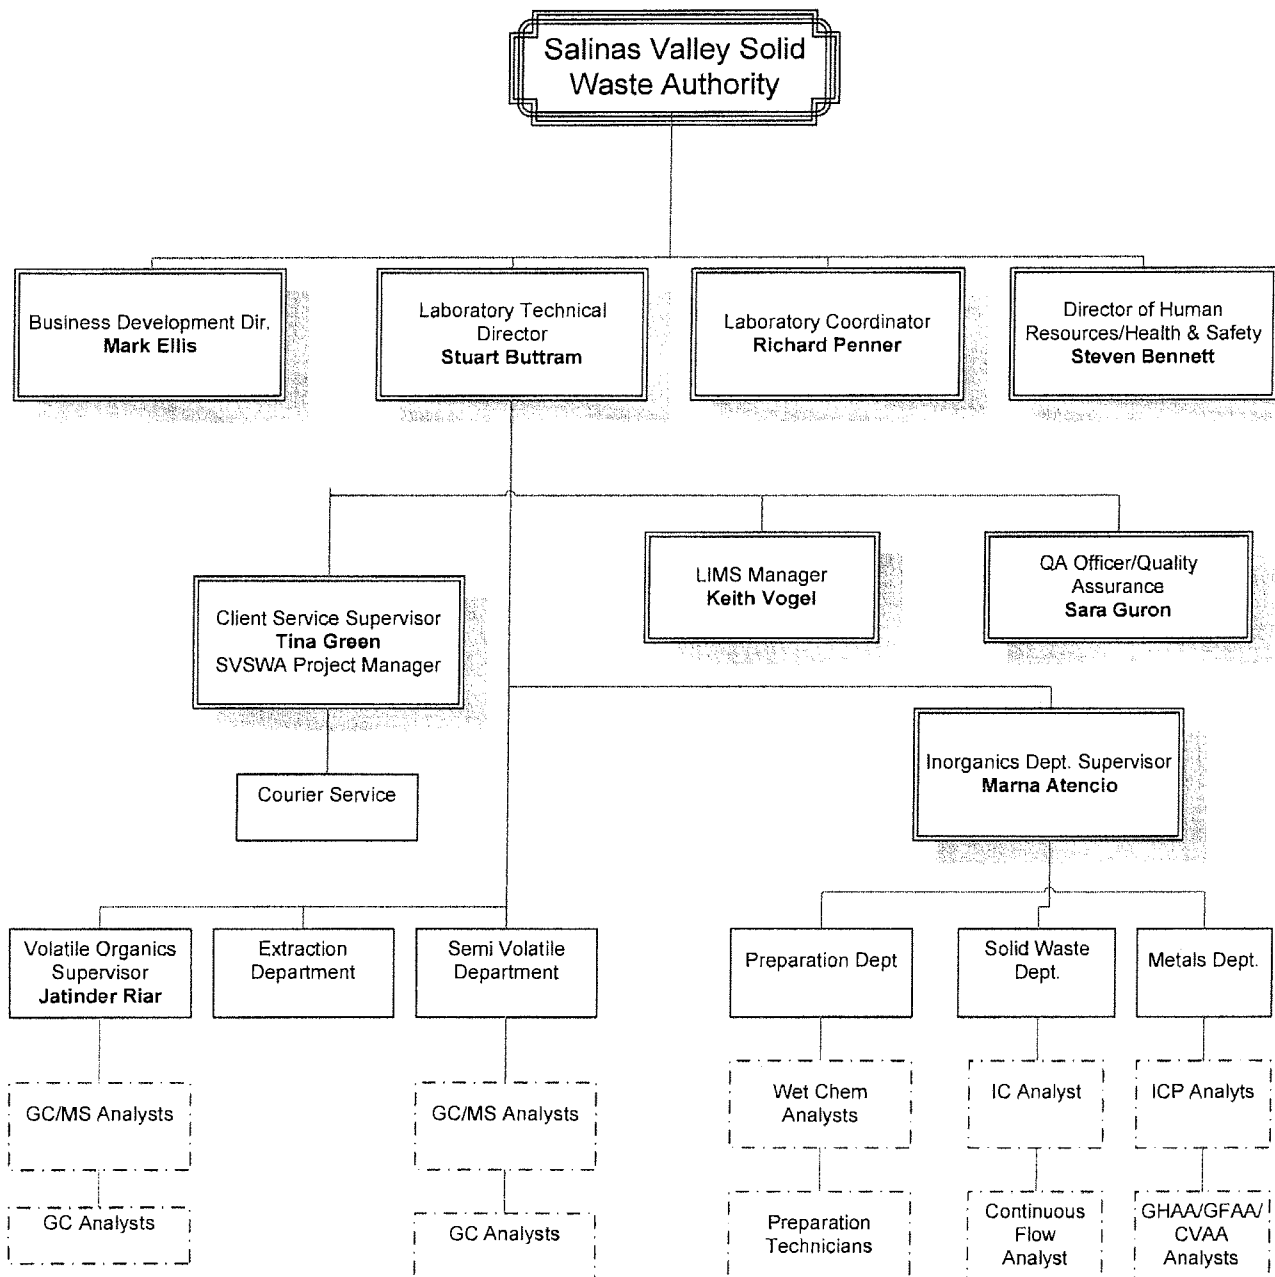 Salinas Valley Solid
Waste Authority
Business Development Dir.
Mark Ellis
Laboratory Technical
Director
Stuart Buttram
Laboratory Coordinator
Richard Penner
Director of Human
Resources/Health & Safety
Steven Bennett
Client Service Supervisor
Tina Green
SVSWA Project Manager
LIMS Manager
Keith Vogel
QA Officer/Quality
Assurance
Sara Guron
Courier Service
Inorganics Dept. Supervisor
Marna Atencio
Volatile Organics
Supervisor
Jatinder Riar
Extraction
Department
Semi Volatile
Department
Preparation Dept
Solid Waste
Dept.
Metals Dept.
GC/MS Analysts
GC/MS Analysts
Wet Chem
Analysts
IC Analyst
ICP Analyts
GC Analysts
GC Analysts
Preparation
Technicians
Continuous
Flow
Analyst
GHAA/GFAA/
CVAA
Analysts